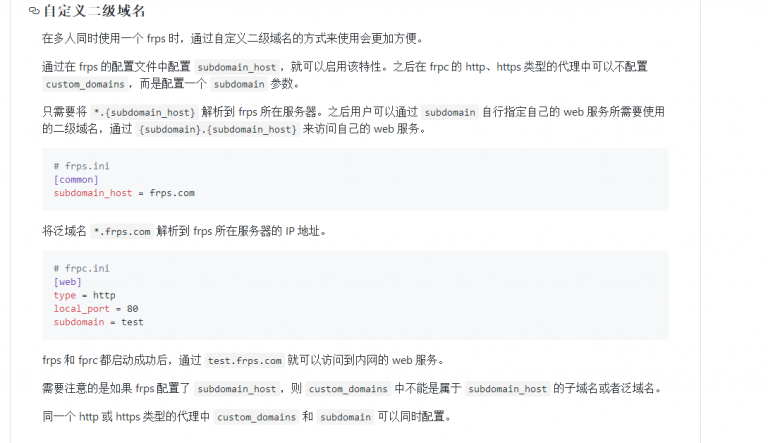 自定义二级域名
在多人同时使用一个 frps 时，通过自定义二级域名的方式来使用会更加方便。
通过在 frps 的配置文件中配置 subdomain_host，就可以启用该特性。之后在 frpc 的 http、https 类型的代理中可以不配置
custom_domains，而是配置一个 subdomain 参数。
只需要将 *.{subdomain_host} 解析到 frps 所在服务器。之后用户可以通过 subdomain 自行指定自己的 web 服务所需要使用
的二级域名，通过 {subdomain}.{subdomain_host} 来访问自己的 web 服务。
# frps.ini
[common]
subdomain_host = frps.com
将泛域名 *.frps.com 解析到 frps 所在服务器的 IP 地址。
# frpc.ini
[web]
type = http
local_port = 80
subdomain = test
frps 和 fprc 都启动成功后，通过 test.frps.com 就可以访问到内网的 web 服务。
需要注意的是如果 frps 配置了 subdomain_host，则 custom_domains 中不能是属于 subdomain_host 的子域名或者泛域名。
同一个 http 或 https 类型的代理中 custom_domains 和 subdomain 可以同时配置。